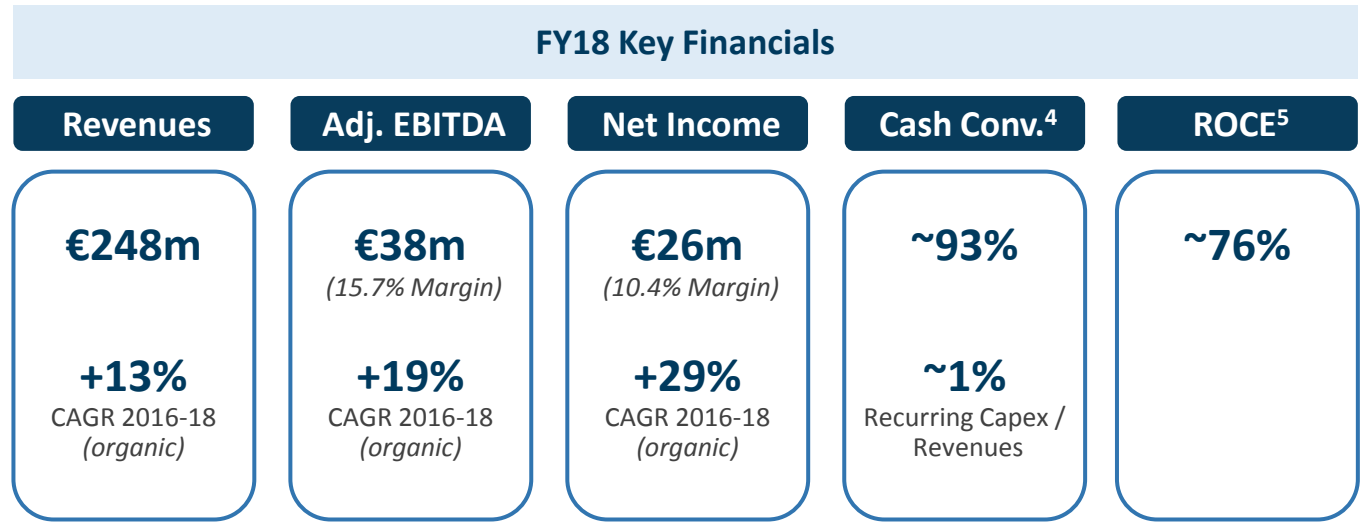 FY18 Key Financials
Revenues
Adj. EBITDA
Net Income
Cash Conv.4
ROCE5
€248m
€38m
(15.7% Margin)
€26m
(10.4% Margin)
~93%
~76%
+13%
CAGR 2016-18
(organic)
+19%
CAGR 2016-18
(organic)
+29%
CAGR 2016-18
(organic)
~1%
Recurring Capex /
Revenues